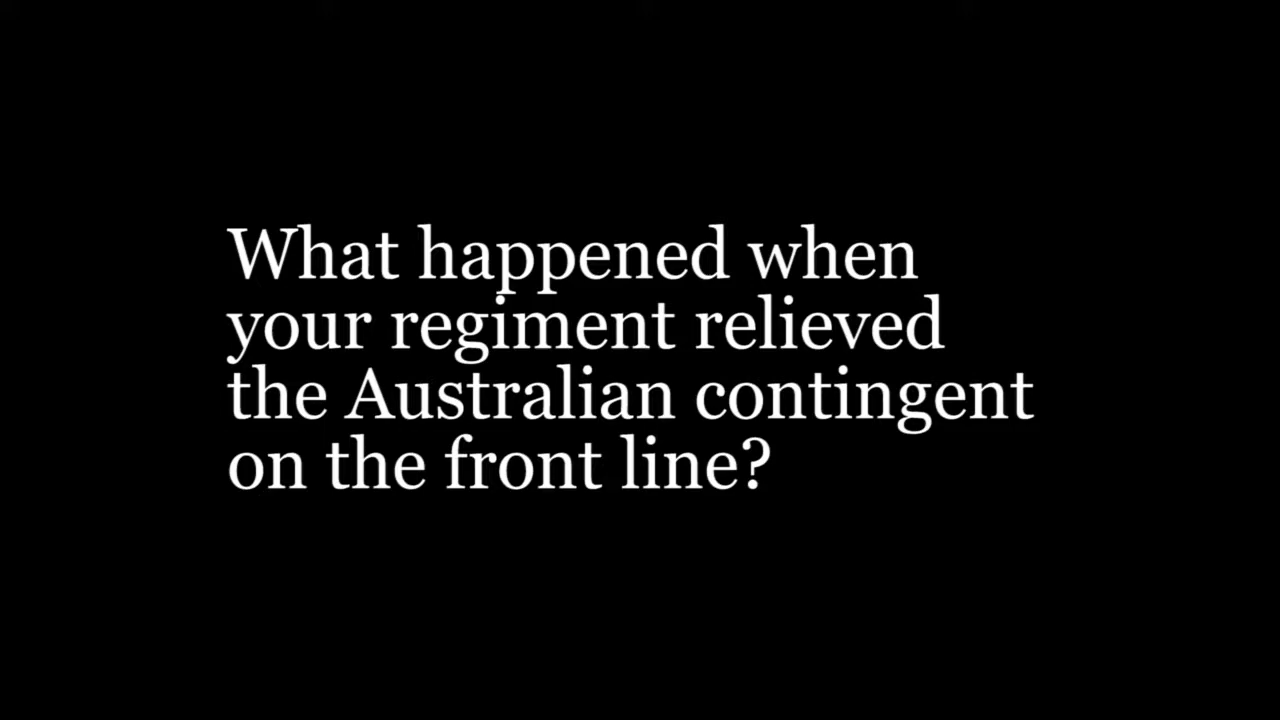 What happened when
your regiment relieved
the Australian contingent
on the front line?